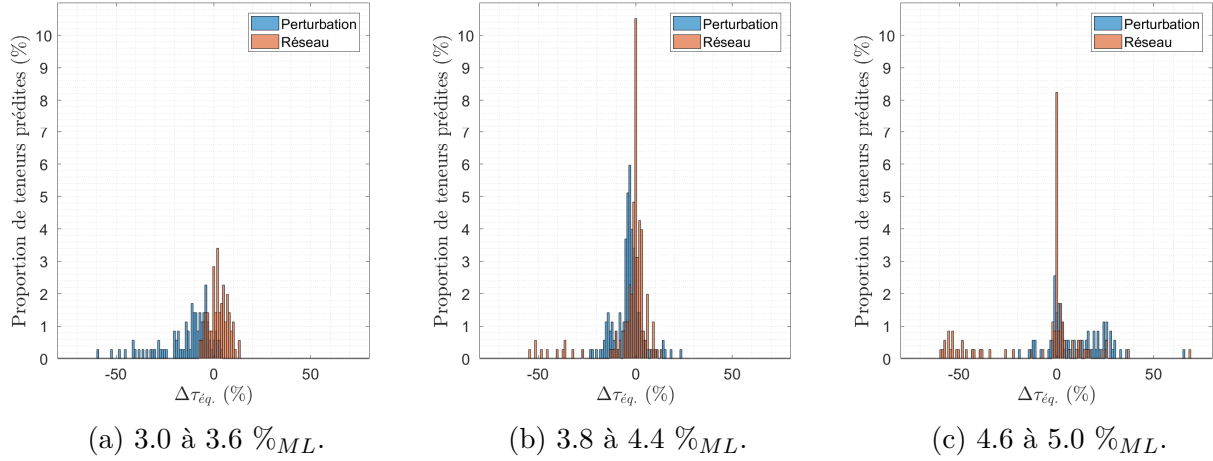 Proportion de teneurs prédites (%)
10
9
8
7
6
5
4
3
2
1
0
-50
0
50
Δτéq. (%)
Perturbation
Réseau
(a) 3.0 à 3.6 %ML.
Proportion de teneurs prédites (%)
10
9
8
7
6
5
4
3
2
1
0
-50
0
50
Δτéq. (%)
Perturbation
Réseau
(b) 3.8 à 4.4 %ML.
Proportion de teneurs prédites (%)
10
9
8
7
6
5
4
3
2
1
0
-50
0
50
Δτéq. (%)
Perturbation
Réseau
(c) 4.6 à 5.0 %ML.